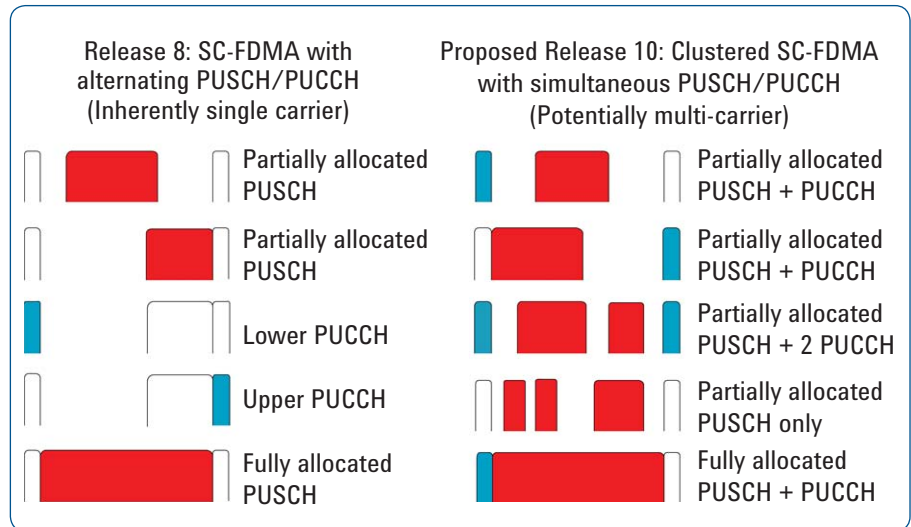 Release 8: SC-FDMA with
alternating PUSCH/PUCCH
(Inherently single carrier)
Partially allocated
PUSCH
Partially allocated
PUSCH
Lower PUCCH
Upper PUCCH
Fully allocated
PUSCH
Proposed Release 10: Clustered SC-FDMA
with simultaneous PUSCH/PUCCH
(Potentially multi-carrier)
Partially allocated
PUSCH + PUCCH
Partially allocated
PUSCH + PUCCH
Partially allocated
PUSCH + 2 PUCCH
Partially allocated
PUSCH only
Fully allocated
PUSCH + PUCCH